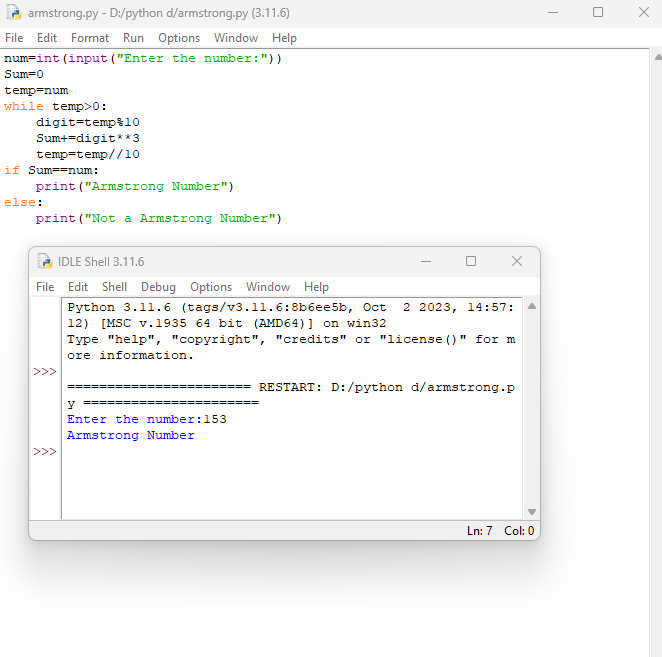 armstrong.py - D:/python d/armstrong.py (3.11.6)
File Edit Format Run Options Window Help
num=int(input("Enter the number:"))
Sum=0
temp=num
while temp>0:
    digit=temp%10
    Sum+=digit**3
    temp=temp//10
if Sum==num:
    print("Armstrong Number")
else:
    print("Not a Armstrong Number")
IDLE Shell 3.11.6
File Edit Shell Debug Options Window Help
Python 3.11.6 (tags/v3.11.6:8b6ee5b, Oct  2 2023, 14:57:
12) [MSC v.1935 64 bit (AMD64)] on win32
Type "help", "copyright", "credits" or "license()" for m
ore information.
>>>
======================= RESTART: D:/python d/armstrong.p
y ======================
Enter the number:153
Armstrong Number
>>>
Ln: 7 Col: 0